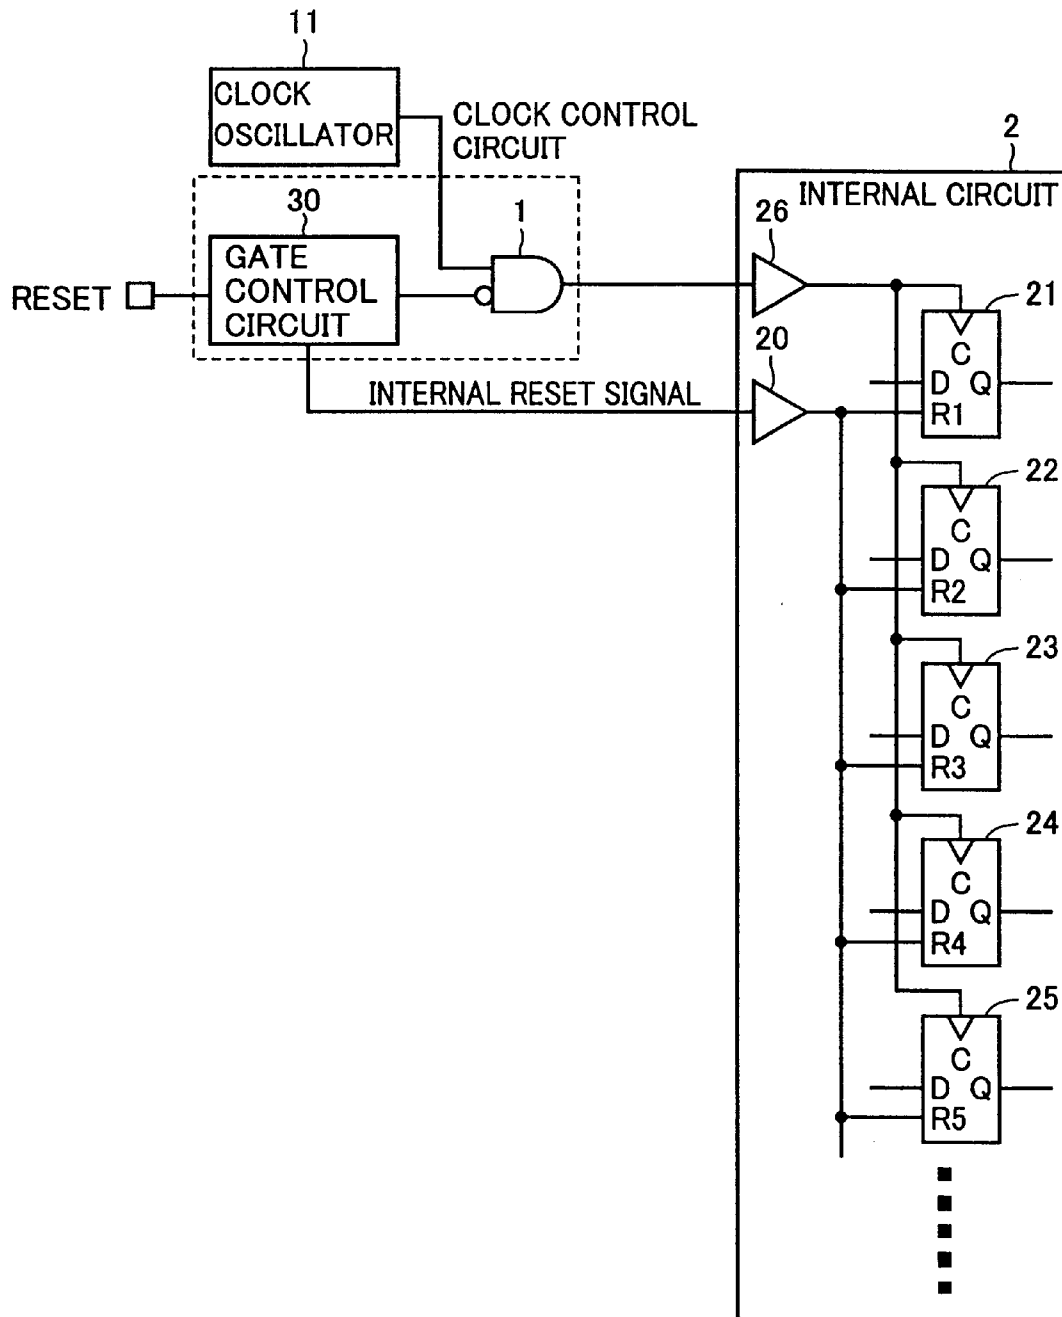 11
CLOCK
OSCILLATOR
CLOCK CONTROL
CIRCUIT
2
INTERNAL CIRCUIT
30
1
26
GATE
CONTROL
CIRCUIT
RESET
21
C
D Q
R1
20
INTERNAL RESET SIGNAL
22
C
D Q
R2
23
C
D Q
R3
24
C
D Q
R4
25
C
D Q
R5